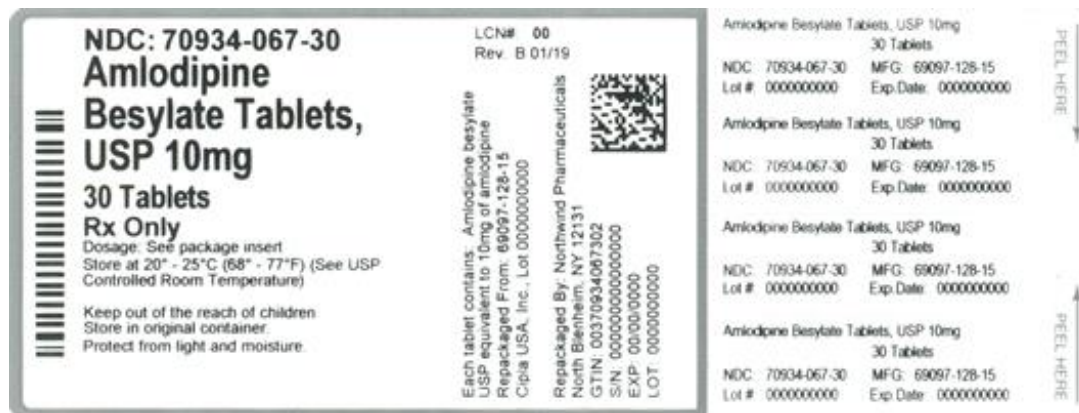 NDC: 70934-067-30
Amlodipine
Besylate Tablets,
USP 10mg
30 Tablets
Rx Only
Dosage: See package insert
Store at 20° - 25°C (68° - 77°F) (See USP
Controlled Room Temperature)
Keep out of the reach of children
Store in original container.
Protect from light and moisture.
LCN# 00
Rev. B 01/19
Each tablet contains: Amlodipine besylate
USP equivalent to 10mg of amlodipine
Repackaged From: 69097-128-15
Cipla USA, Inc., Lot 0000000000
Repackaged By: Northwind Pharmaceuticals
North Blenheim, NY 12131
GTIN: 00370934067302
S/N: 00000000000000
EXP: 00/00/0000
LOT: 0000000000
Amlodipine Besylate Tablets, USP 10mg
30 Tablets
NDC 70934-067-30 MFG: 69097-128-15
Lot # 0000000000 Exp.Date: 0000000000
Amlodipine Besylate Tablets, USP 10mg
30 Tablets
NDC 70934-067-30 MFG: 69097-128-15
Lot # 0000000000 Exp.Date: 0000000000
Amlodipine Besylate Tablets, USP 10mg
30 Tablets
NDC 70934-067-30 MFG: 69097-128-15
Lot # 0000000000 Exp.Date: 0000000000
Amlodipine Besylate Tablets, USP 10mg
30 Tablets
NDC 70934-067-30 MFG: 69097-128-15
Lot # 0000000000 Exp.Date: 0000000000
PEEL HERE
PEEL HERE